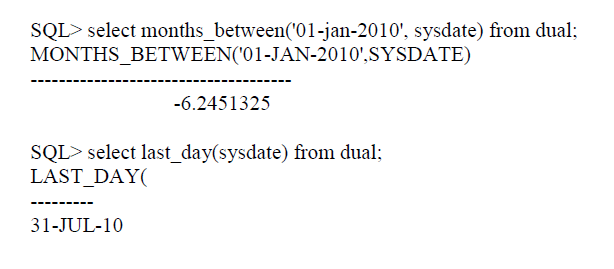 SQL> select months_between('01-jan-2010', sysdate) from dual;
MONTHS_BETWEEN('01-JAN-2010',SYSDATE)
-------------------------------------
-6.2451325
SQL> select last_day(sysdate) from dual;
LAST_DAY(
---------
31-JUL-10